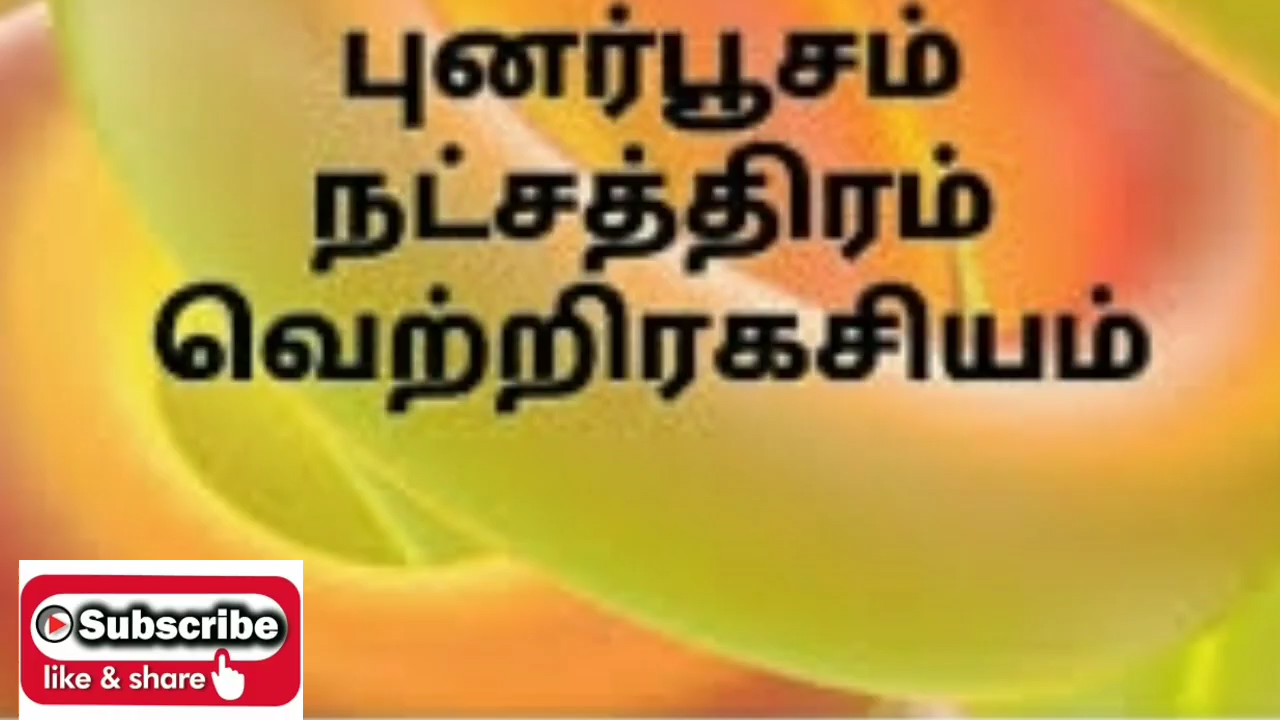 புனர்பூசம்
நட்சத்திரம்
வெற்றிரகசியம்
Subscribe
like & share